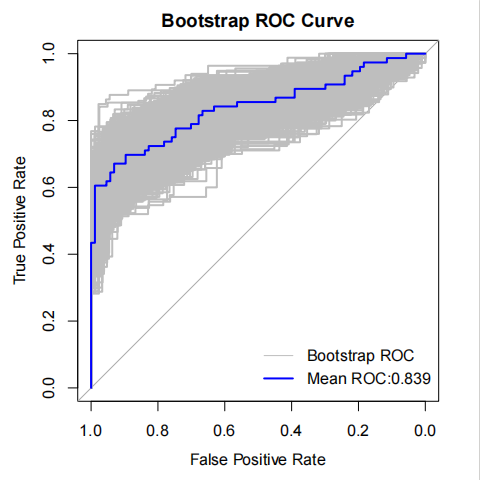 Bootstrap ROC Curve
True Positive Rate
1.0
0.8
0.6
0.4
0.2
0.0
Bootstrap ROC
Mean ROC:0.839
1.0 0.8 0.6 0.4 0.2 0.0
False Positive Rate